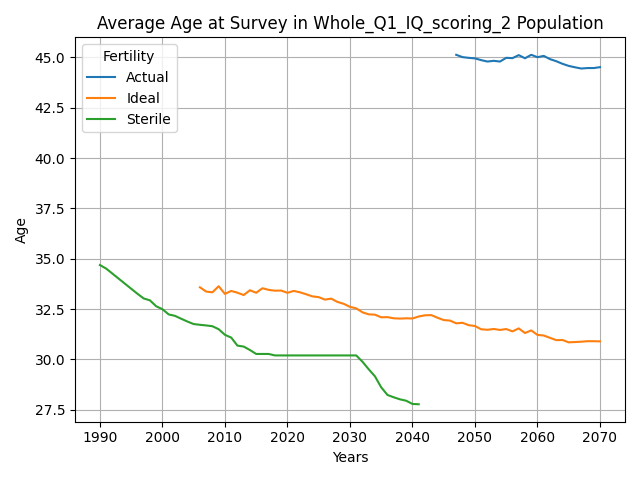 Average Age at Survey in Whole_Q1_IQ_scoring_2 Population
Fertility
Actual
Ideal
Sterile
Age
45.0
42.5
40.0
37.5
35.0
32.5
30.0
27.5
1990 2000 2010 2020 2030 2040 2050 2060 2070
Years